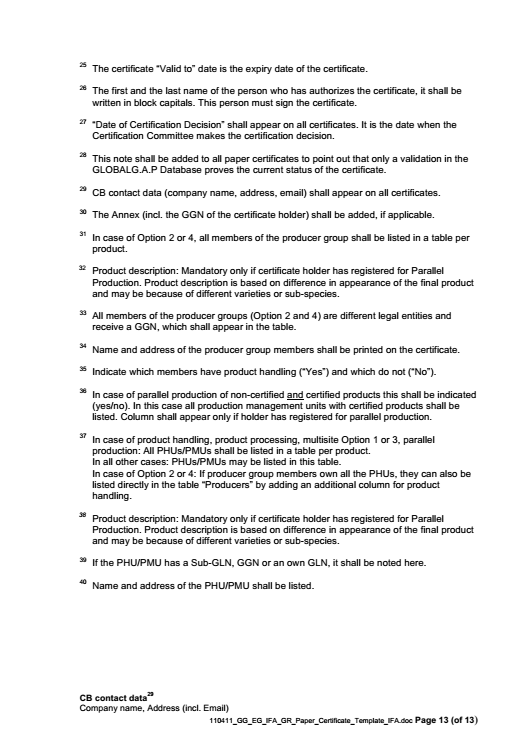 25 The certificate “Valid to” date is the expiry date of the certificate.
26 The first and the last name of the person who has authorizes the certificate, it shall be
written in block capitals. This person must sign the certificate.
27 “Date of Certification Decision” shall appear on all certificates. It is the date when the
Certification Committee makes the certification decision.
28 This note shall be added to all paper certificates to point out that only a validation in the
GLOBALG.A.P Database proves the current status of the certificate.
29 CB contact data (company name, address, email) shall appear on all certificates.
30 The Annex (incl. the GGN of the certificate holder) shall be added, if applicable.
31 In case of Option 2 or 4, all members of the producer group shall be listed in a table per
product.
32 Product description: Mandatory only if certificate holder has registered for Parallel
Production. Product description is based on difference in appearance of the final product
and may be because of different varieties or sub-species.
33 All members of the producer groups (Option 2 and 4) are different legal entities and
receive a GGN, which shall appear in the table.
34 Name and address of the producer group members shall be printed on the certificate.
35 Indicate which members have product handling (“Yes”) and which do not (“No”).
36 In case of parallel production of non-certified and certified products this shall be indicated
(yes/no). In this case all production management units with certified products shall be
listed. Column shall appear only if holder has registered for parallel production.
37 In case of product handling, product processing, multisite Option 1 or 3, parallel
production: All PHUs/PMUs shall be listed in a table per product.
In all other cases: PHUs/PMUs may be listed in this table.
In case of Option 2 or 4: If producer group members own all the PHUs, they can also be
listed directly in the table “Producers” by adding an additional column for product
handling.
38 Product description: Mandatory only if certificate holder has registered for Parallel
Production. Product description is based on difference in appearance of the final product
and may be because of different varieties or sub-species.
39 If the PHU/PMU has a Sub-GLN, GGN or an own GLN, it shall be noted here.
40 Name and address of the PHU/PMU shall be listed.
CB contact data29
Company name, Address (incl. Email)
110411_GG_EG_IFA_GR_Paper_Certificate_Template_IFA.doc Page 13 (of 13)